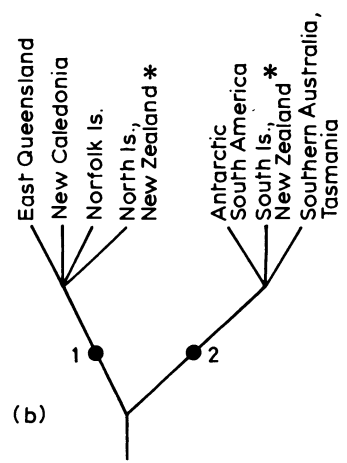 East Queensland
New Caledonia
Norfolk Is.
North Is.,
New Zealand *
Antarctic
South America
South Is., *
New Zealand
Southern Australia,
Tasmania
1
2
(b)